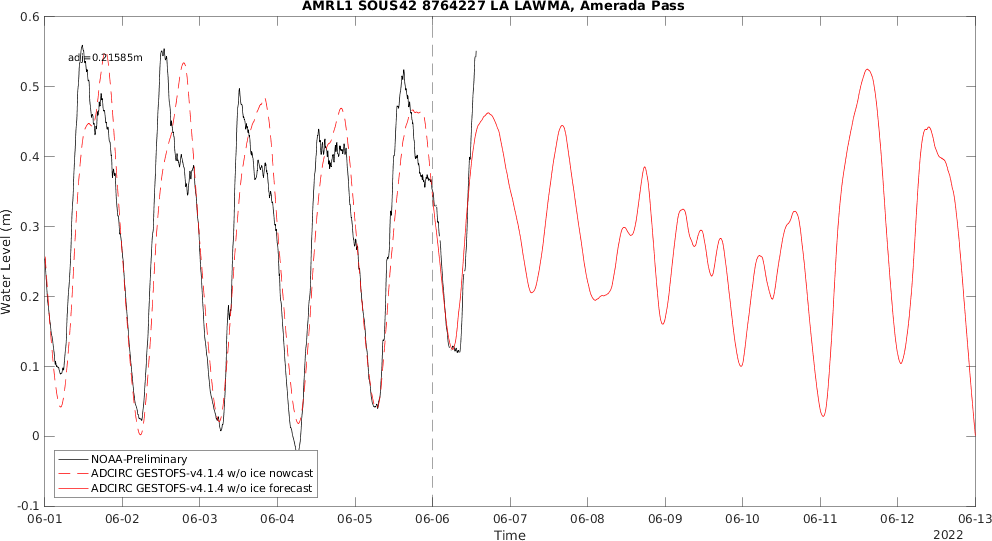 AMRL1 SOUS42 8764227 LA LAWMA, Amerada Pass
adj=0.21585m
0.6
0.5
0.4
0.3
0.2
0.1
0
-0.1
Water Level (m)
NOAA-Preliminary
ADCIRC GESTOFS-v4.1.4 w/o ice nowcast
ADCIRC GESTOFS-v4.1.4 w/o ice forecast
06-01 06-02 06-03 06-04 06-05 06-06 06-07 06-08 06-09 06-10 06-11 06-12 06-13
Time
2022